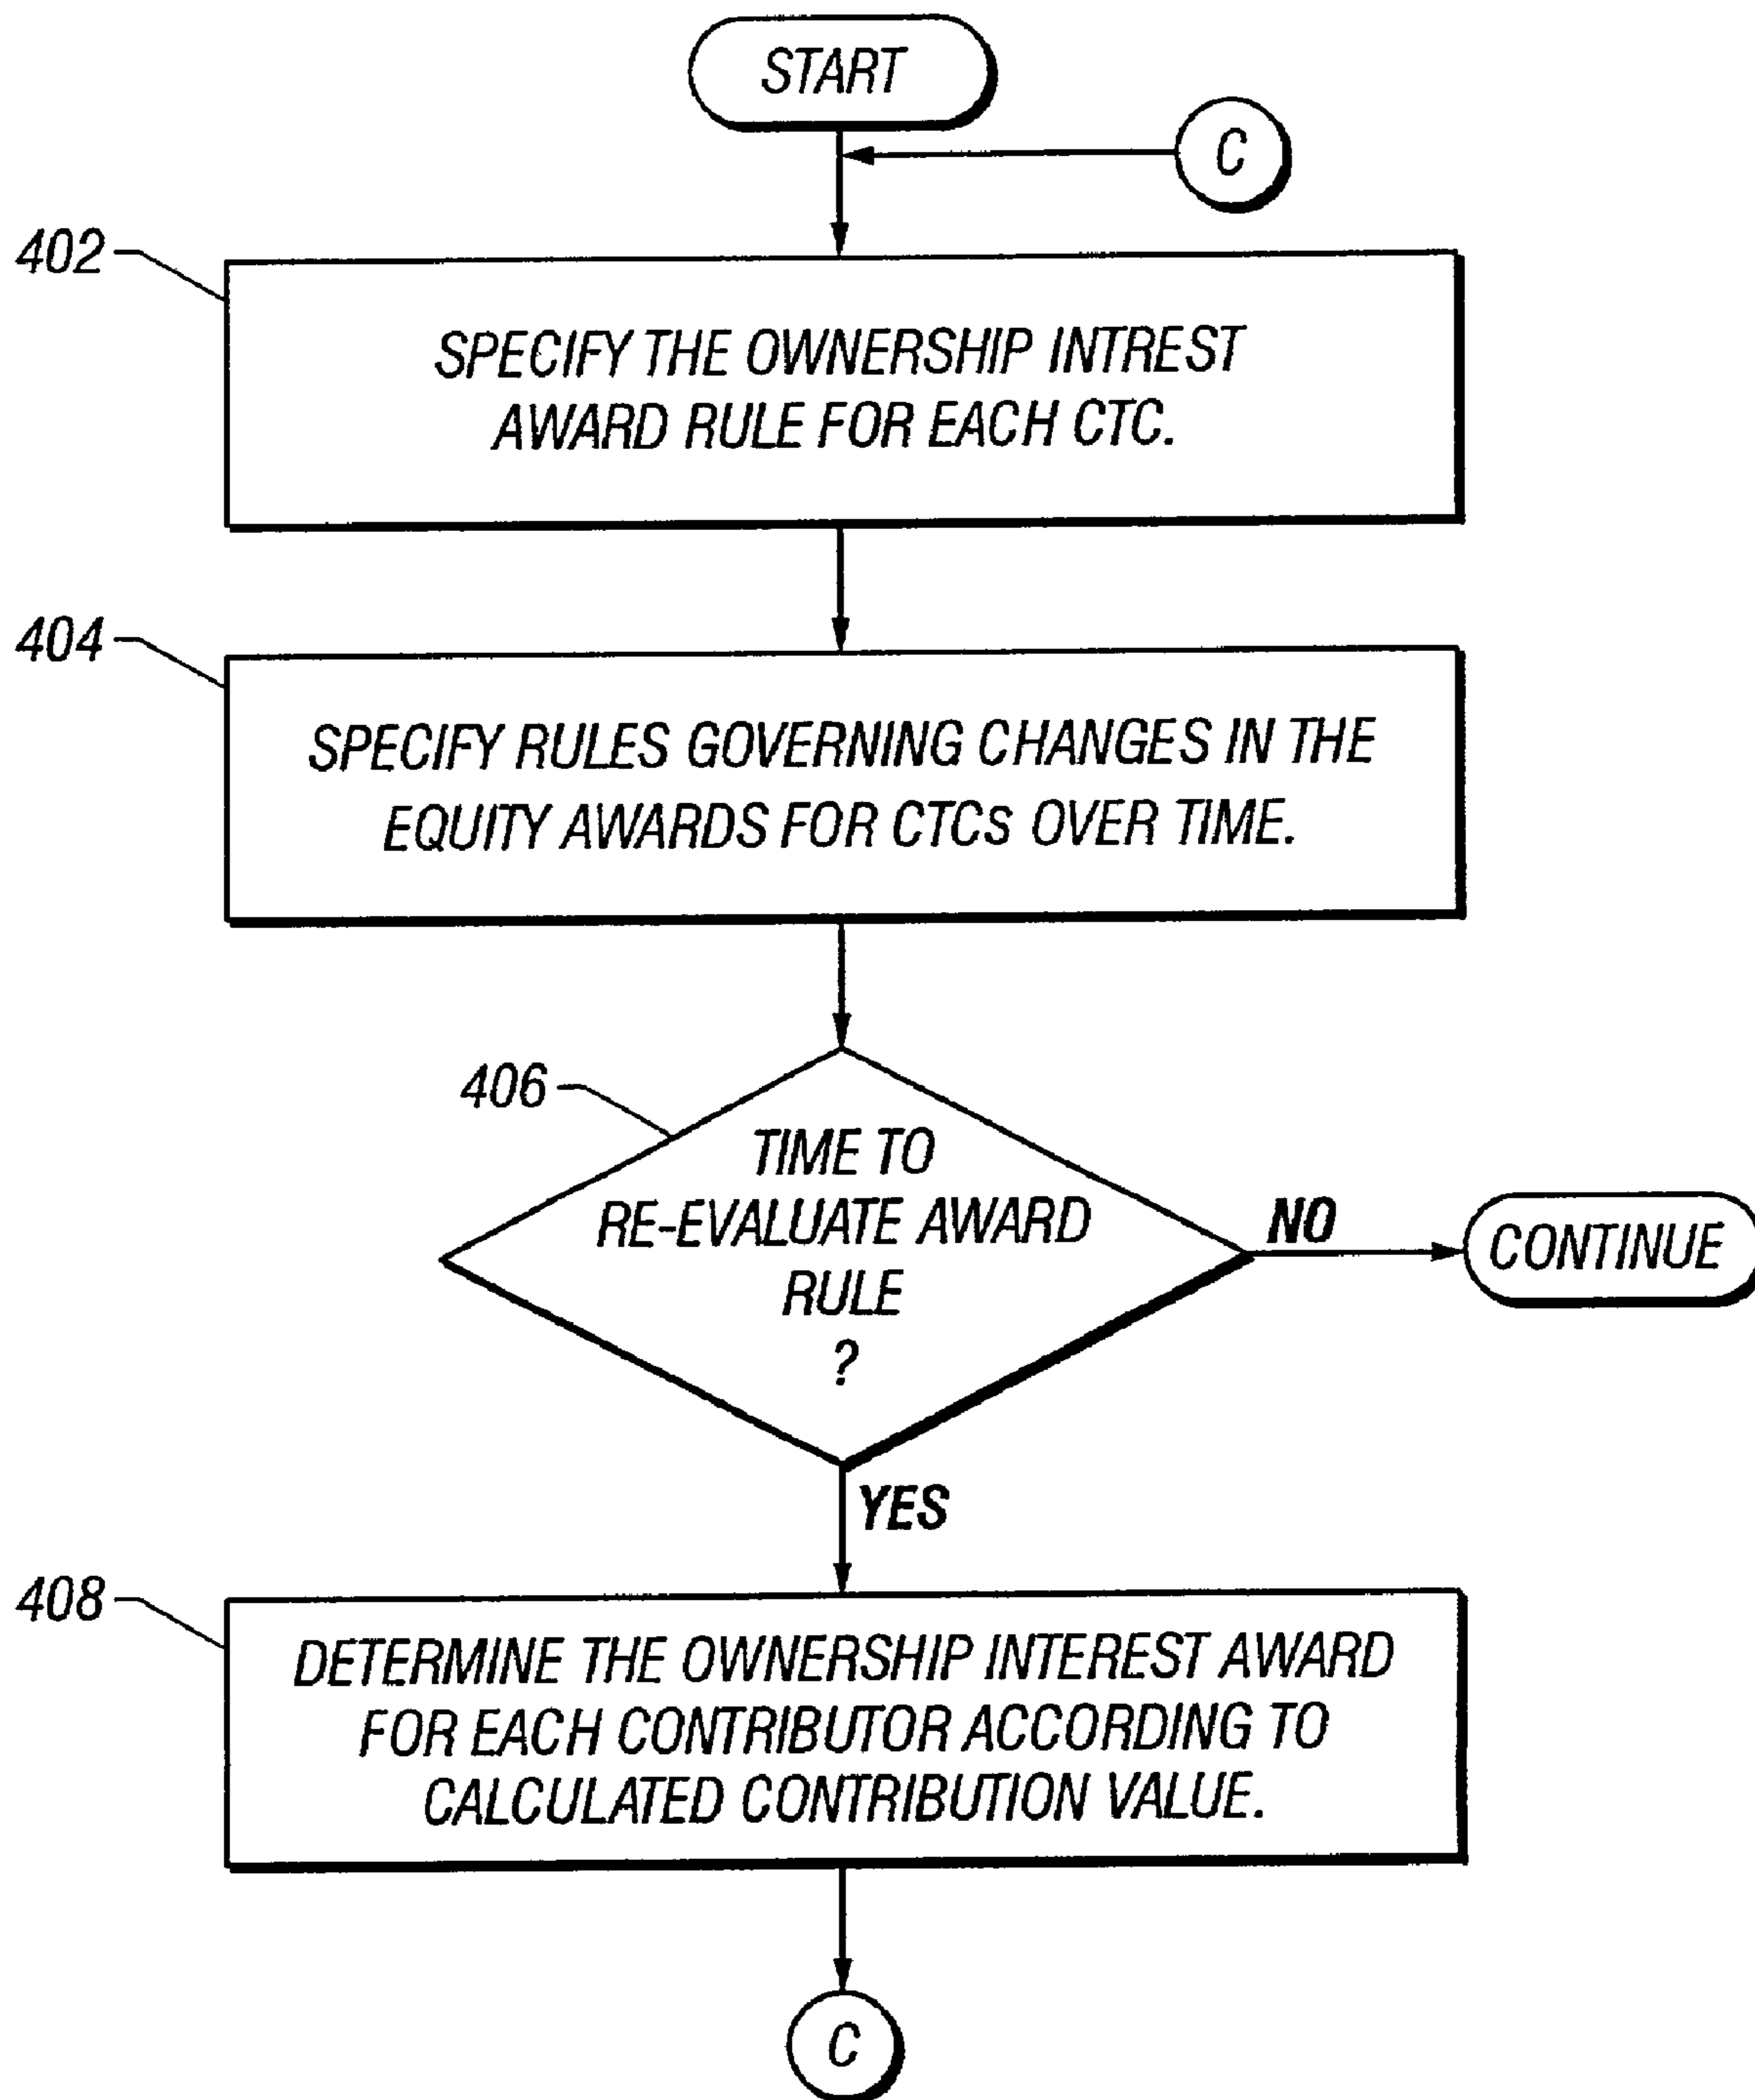 START
C
402
SPECIFY THE OWNERSHIP INTREST
AWARD RULE FOR EACH CTC.
404
SPECIFY RULES GOVERNING CHANGES IN THE
EQUITY AWARDS FOR CTCs OVER TIME.
406
TIME TO
RE-EVALUATE AWARD
RULE
?
NO
CONTINUE
YES
408
DETERMINE THE OWNERSHIP INTEREST AWARD
FOR EACH CONTRIBUTOR ACCORDING TO
CALCULATED CONTRIBUTION VALUE.
C